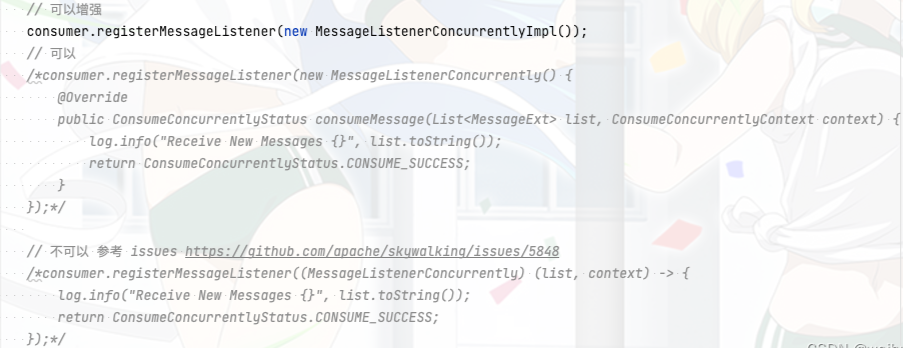 // 可以增强
consumer.registerMessageListener(new MessageListenerConcurrentlyImpl());
// 可以
/*consumer.registerMessageListener(new MessageListenerConcurrently() {
@Override
public ConsumeConcurrentlyStatus consumeMessage(List<MessageExt> list, ConsumeConcurrentlyContext context) {
log.info("Receive New Messages {}", list.toString());
return ConsumeConcurrentlyStatus.CONSUME_SUCCESS;
}
});*/
// 不可以 参考 issues https://github.com/apache/skywalking/issues/5848
/*consumer.registerMessageListener((MessageListenerConcurrently) (list, context) -> {
log.info("Receive New Messages {}", list.toString());
return ConsumeConcurrentlyStatus.CONSUME_SUCCESS;
});*/